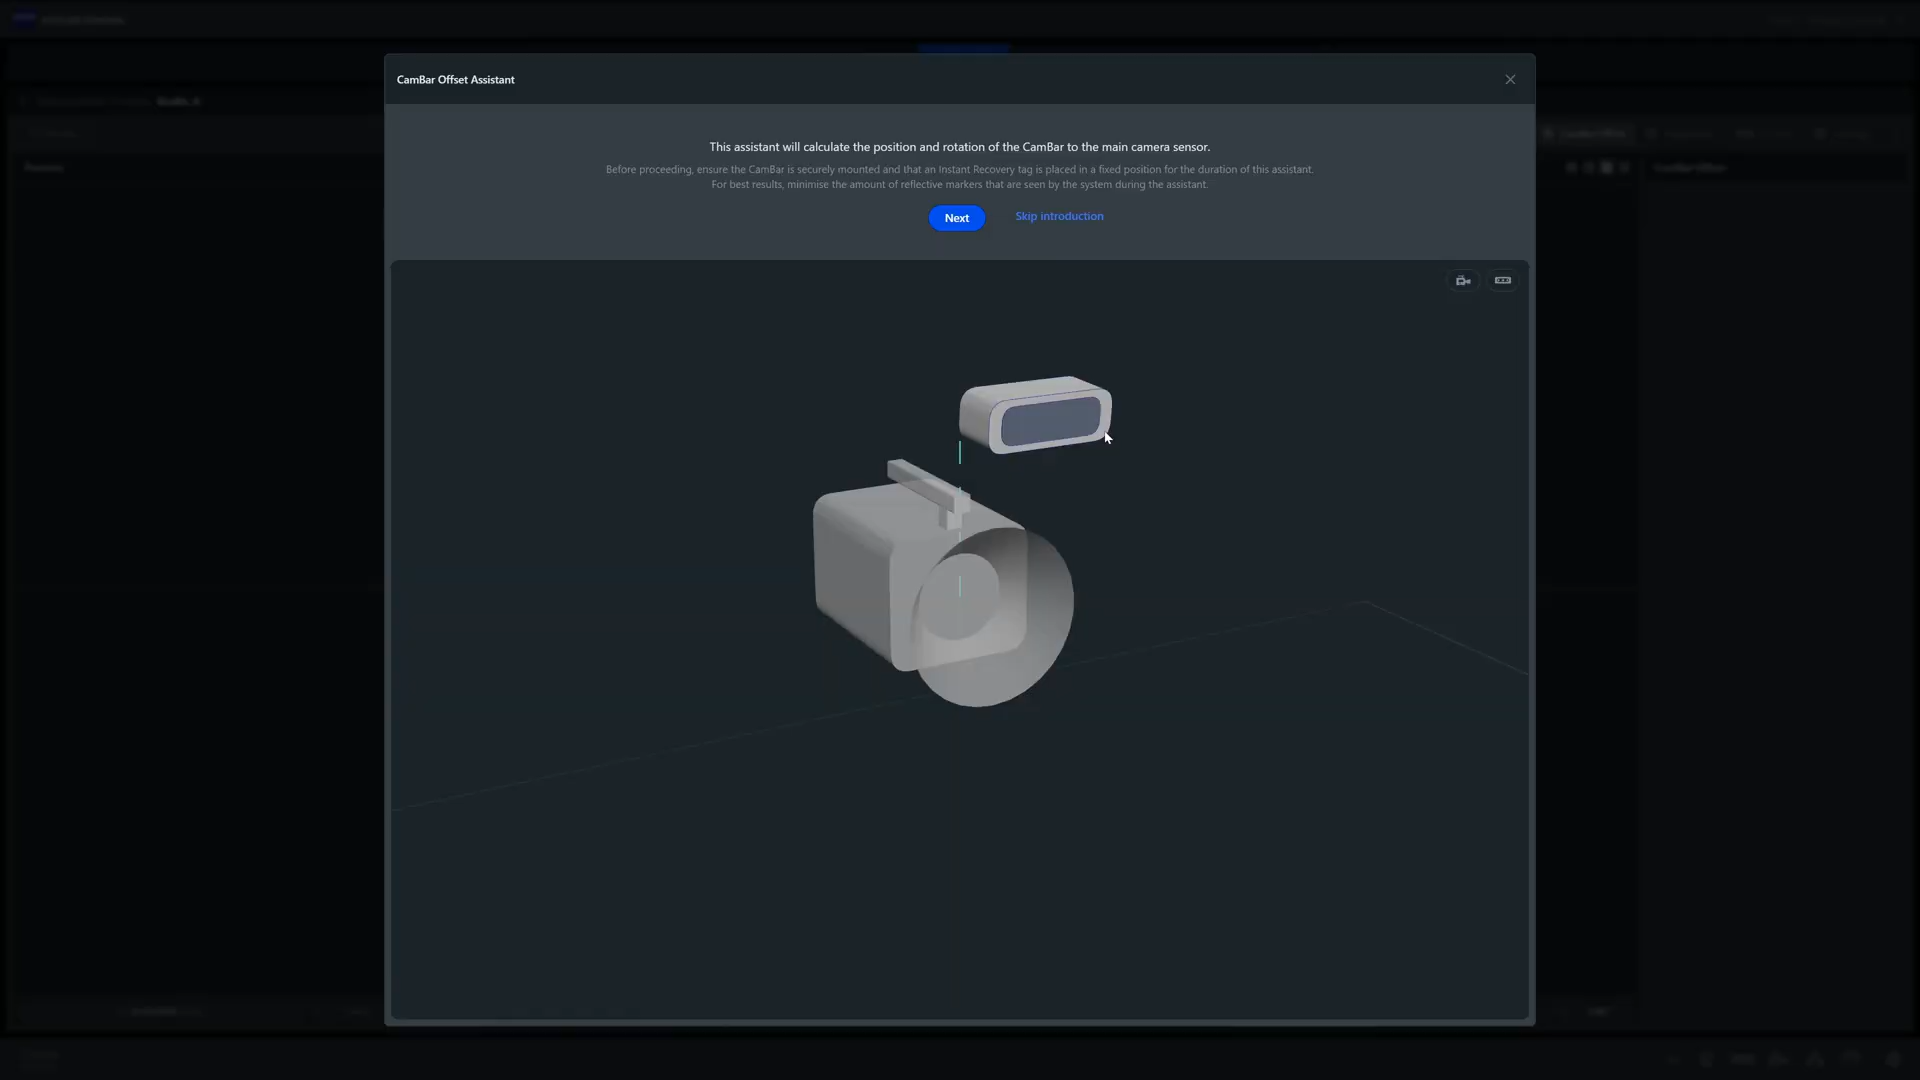 CamBar Offset Assistant
This assistant will calculate the position and rotation of the CamBar to the main camera sensor.
Before proceeding, ensure the CamBar is securely mounted and that an Instant Recovery tag is placed in a fixed position for the duration of this assistant.
For best results, minimise the amount of reflective markers that are seen by the system during the assistant.
Next
Skip introduction